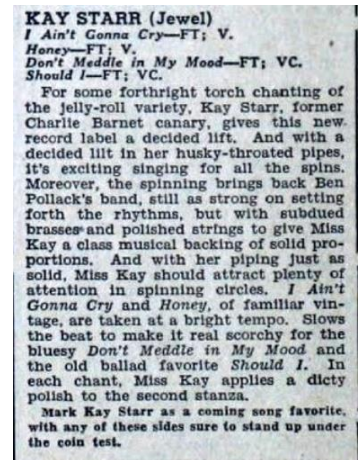 KAY STARR (Jewel)
I Ain't Gonna Cry—FT; V.
Honey—FT; V.
Don't Meddle in My Mood—FT; VC.
Should I—FT; VC.
For some forthright torch chanting of
the jelly-roll variety, Kay Starr, former
Charlie Barnet canary, gives this new
record label a decided lift. And with a
decided lilt in her husky-throated pipes,
it's exciting singing for all the spins.
Moreover, the spinning brings back Ben
Pollack's band, still as strong on setting
forth the rhythms, but with subdued
brasses and polished strings to give Miss
Kay a class musical backing of solid pro-
portions. And with her piping just as
solid, Miss Kay should attract plenty of
attention in spinning circles. I Ain't
Gonna Cry and Honey, of familiar vin-
tage, are taken at a bright tempo. Slows
the beat to make it real scorchy for the
bluesy Don't Meddle in My Mood and
the old ballad favorite Should I. In
each chant, Miss Kay applies a dicty
polish to the second stanza.
Mark Kay Starr as a coming song favorite,
with any of these sides sure to stand up under
the coin test.